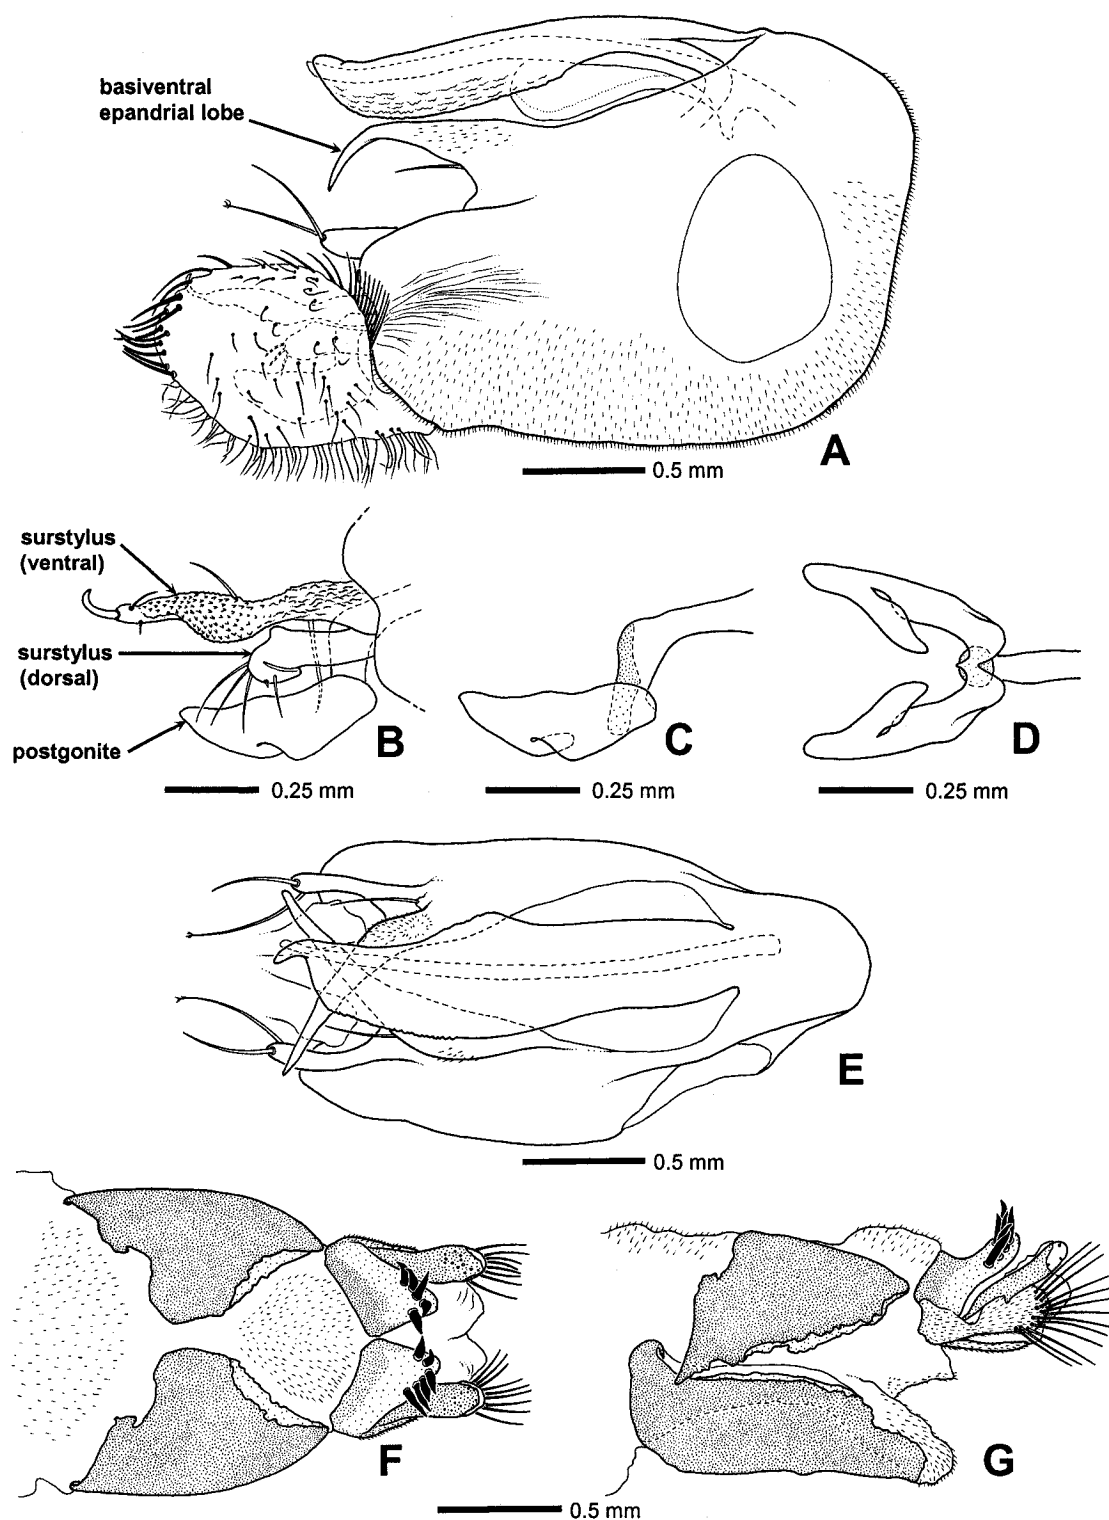 basiventral
epandrial lobe
A
0.5 mm
surstylus
(ventral)
surstylus
(dorsal)
postgonite
B
C
D
0.25 mm
0.25 mm
0.25 mm
E
0.5 mm
F
G
0.5 mm